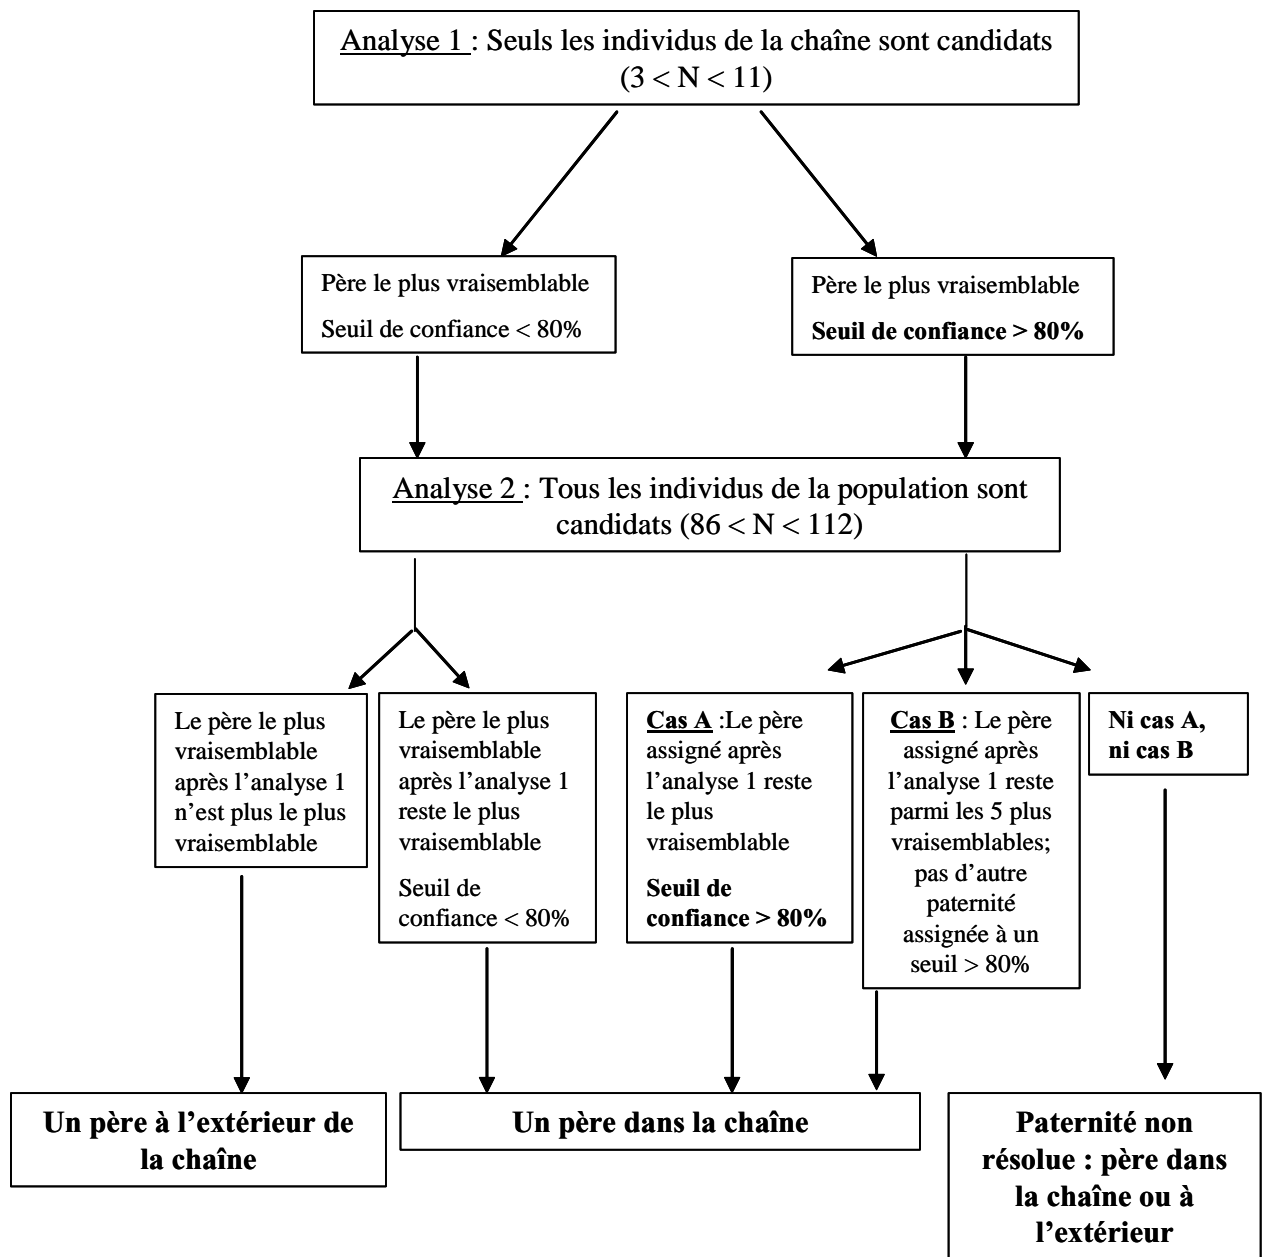 Analyse 1 : Seuls les individus de la chaîne sont candidats
(3 < N < 11)
Père le plus vraisemblable
Seuil de confiance < 80%
Père le plus vraisemblable
Seuil de confiance > 80%
Analyse 2 : Tous les individus de la population sont
candidats (86 < N < 112)
Le père le plus
vraisemblable
après l’analyse 1
n’est plus le plus
vraisemblable
Le père le plus
vraisemblable
après l’analyse 1
reste le plus
vraisemblable
Seuil de
confiance < 80%
Cas A :Le père
assigné après
l’analyse 1 reste
le plus
vraisemblable
Seuil de
confiance > 80%
Cas B : Le père
assigné après
l’analyse 1 reste
parmi les 5 plus
vraisemblables;
pas d’autre
paternité
assignée à un
seuil > 80%
Ni cas A,
ni cas B
Un père à l’extérieur de
la chaîne
Un père dans la chaîne
Paternité non
résolue : père dans
la chaîne ou à
l’extérieur